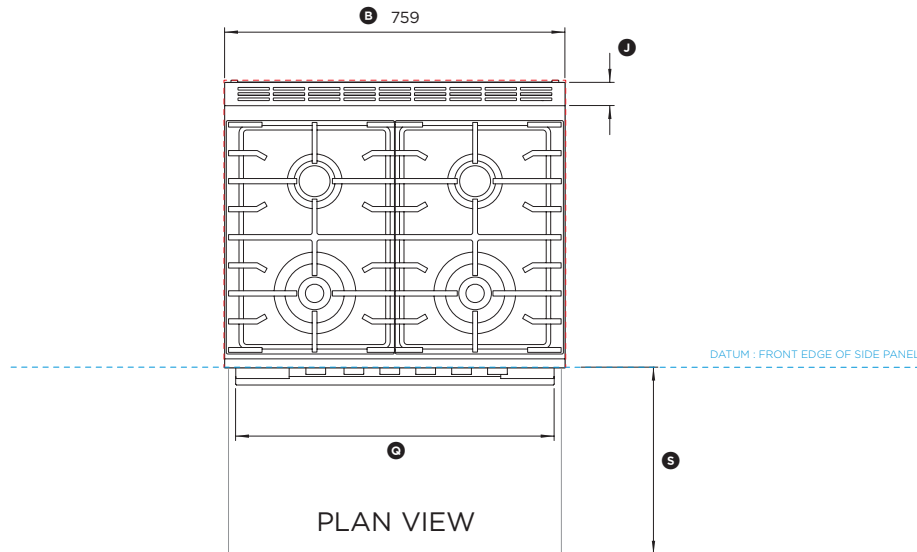 B 759
J
DATUM : FRONT EDGE OF SIDE PANEL
Q
S
PLAN VIEW